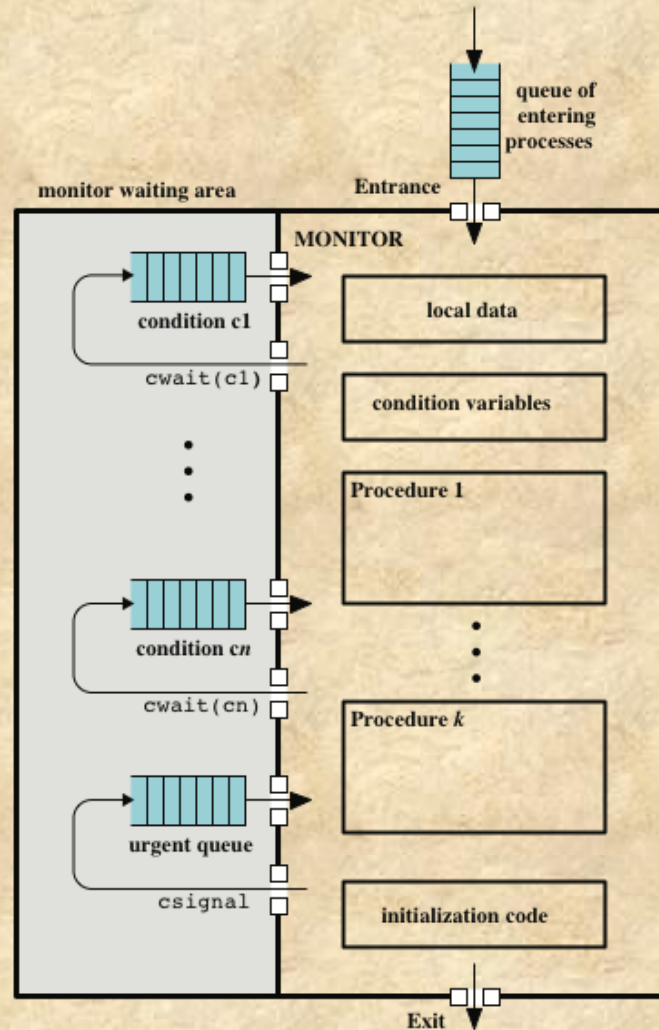 queue of
entering
processes
Entrance
monitor waiting area
MONITOR
condition c1
cwait(c1)
local data
condition variables
Procedure 1
condition cn
cwait(cn)
Procedure k
urgent queue
csignal
initialization code
Exit